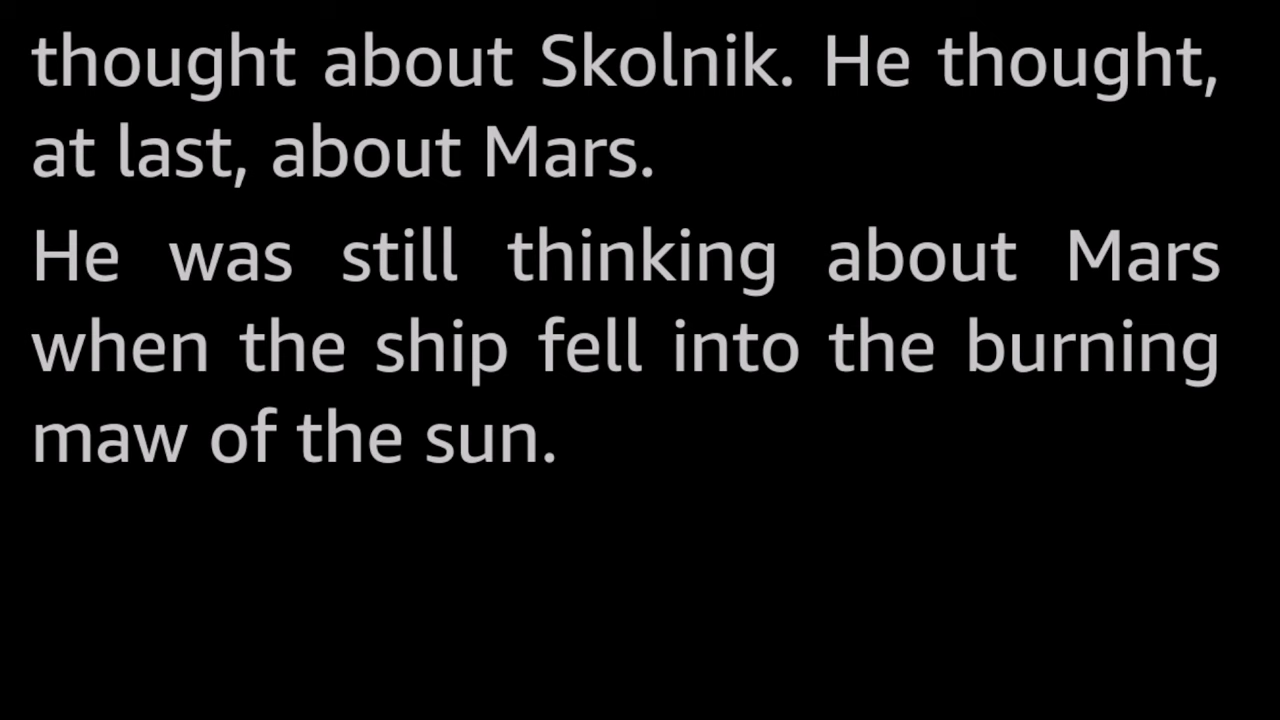 thought about Skolnik. He thought,
at last, about Mars.
He was still thinking about Mars
when the ship fell into the burning
maw of the sun.